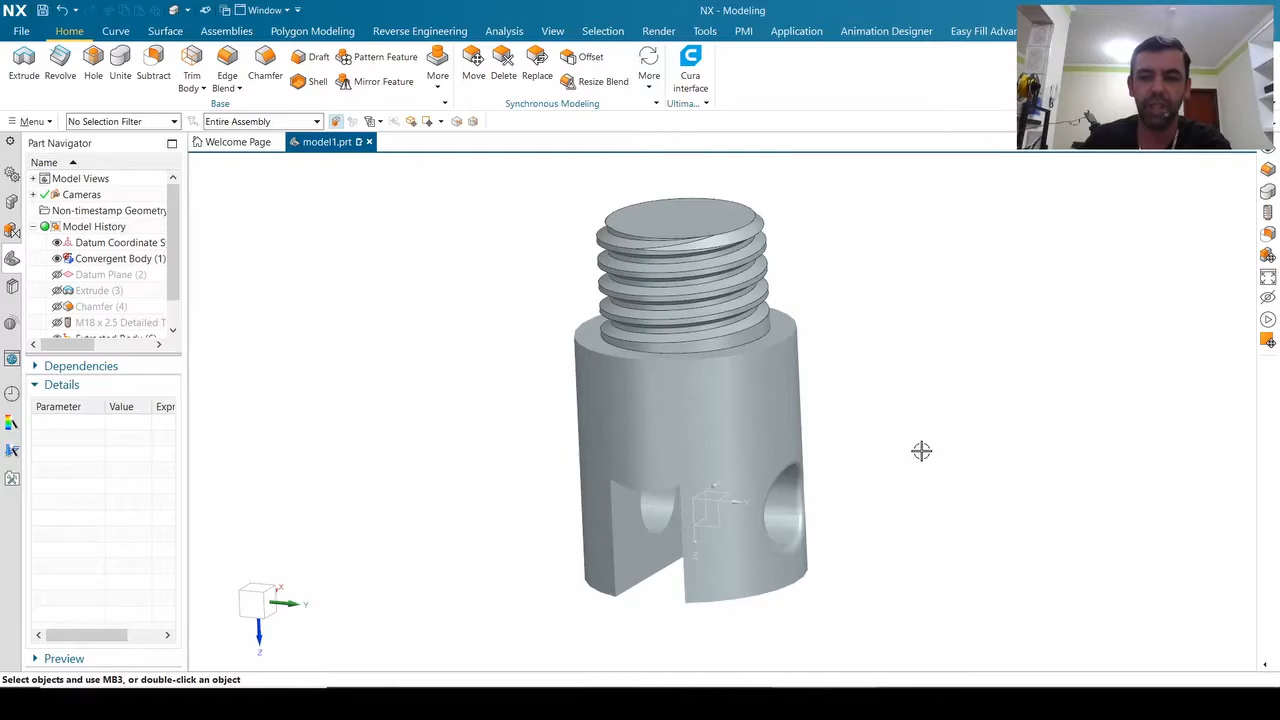 NX Window NX - Modeling
File Home Curve Surface Assemblies Polygon Modeling Reverse Engineering Analysis View Selection Render Tools PMI Application Animation Designer Easy Fill Advan
Extrude Revolve Hole Unite Subtract Trim Body Edge Blend Chamfer Draft Shell Pattern Feature Mirror Feature More Move Delete Replace Offset Resize Blend More Cura interface
Base Synchronous Modeling Ultima...
Menu No Selection Filter Entire Assembly
Part Navigator Welcome Page model1.prt
Name
Model Views
Cameras
Non-timestamp Geometry
Model History
Datum Coordinate S
Convergent Body (1)
Datum Plane (2)
Extrude (3)
Chamfer (4)
M18 x 2.5 Detailed T
Dependencies
Details
Parameter Value Expr
X
Y
Z
Preview
Select objects and use MB3, or double-click an object